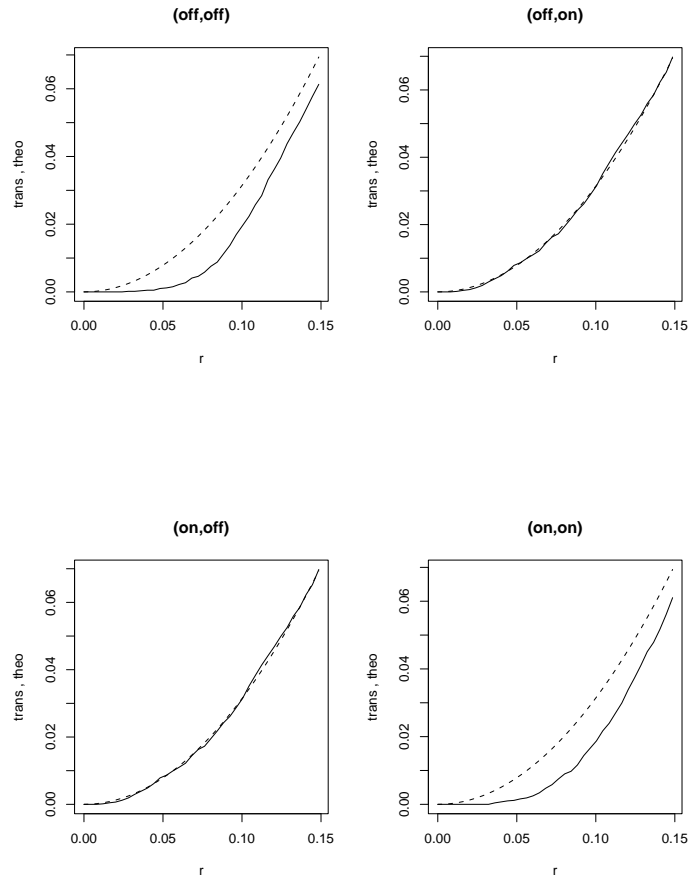 (off,off)
trans , theo
0.00 0.02 0.04 0.06
0.00 0.05 0.10 0.15
r
(off,on)
trans , theo
0.00 0.02 0.04 0.06
0.00 0.05 0.10 0.15
r
(on,off)
trans , theo
0.00 0.02 0.04 0.06
0.00 0.05 0.10 0.15
r
(on,on)
trans , theo
0.00 0.02 0.04 0.06
0.00 0.05 0.10 0.15
r